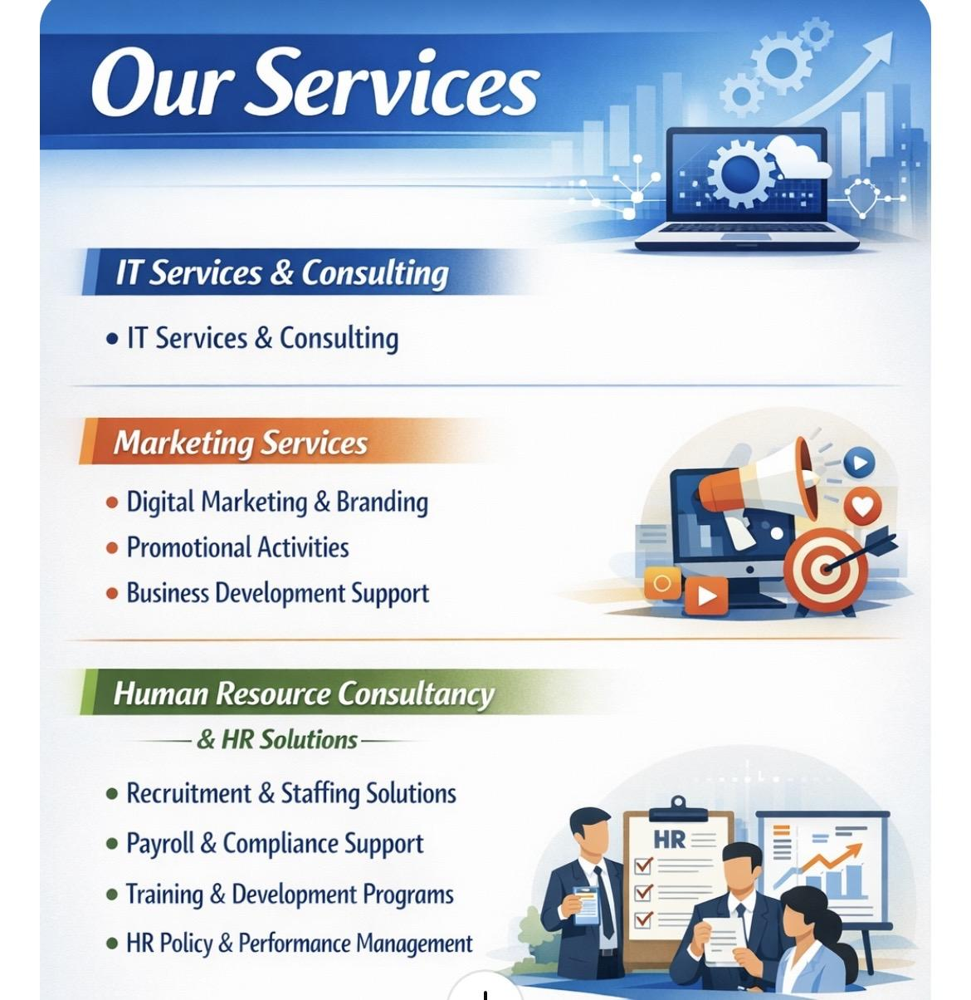 Our Services
IT Services & Consulting
• IT Services & Consulting
Marketing Services
• Digital Marketing & Branding
• Promotional Activities
• Business Development Support
Human Resource Consultancy
& HR Solutions
• Recruitment & Staffing Solutions
• Payroll & Compliance Support
• Training & Development Programs
• HR Policy & Performance Management
HR